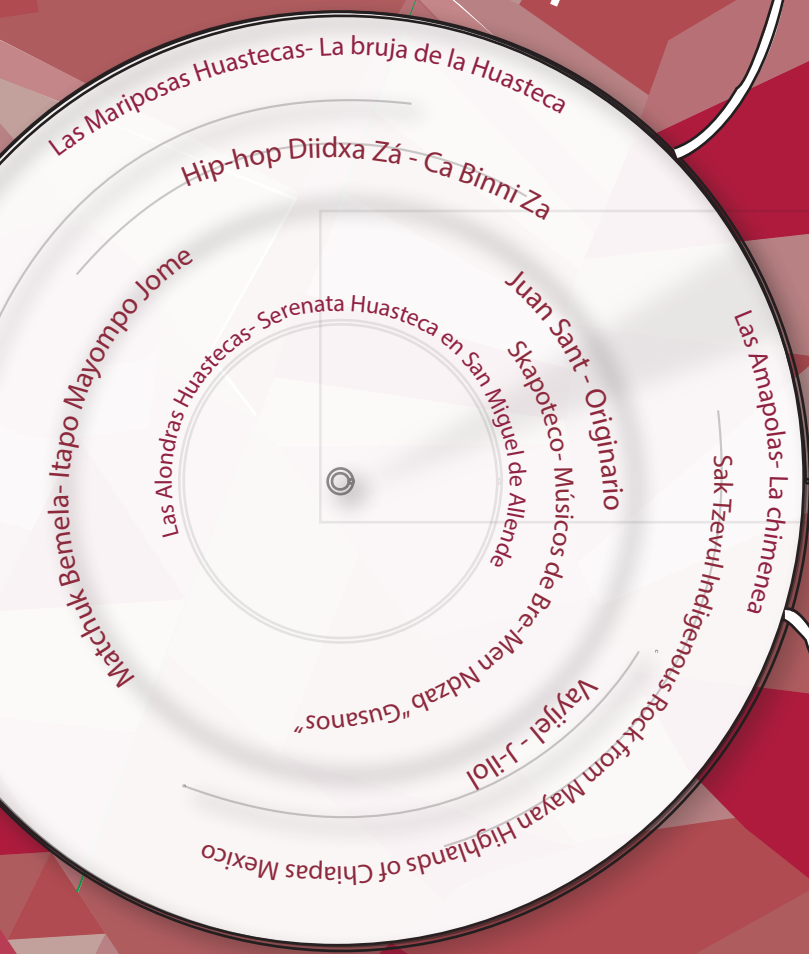 Las Mariposas Huastecas- La bruja de la Huasteca
Hip-hop Diidxa Zá - Ca Binni Za
Matchuk Bemela- Itapo Mayompo Jome
Juan Sant - Originario
Las Alondras Huastecas- Serenata Huasteca en San Miguel de Allende
Skapoteco- Músicos de Bre-Men Ndzab "Gusanos"
Las Amapolas- La chimenea
Sak Tzevul Indigenous Rock from Mayan Highlands of Chiapas Mexico
Vayijel - J-ilol